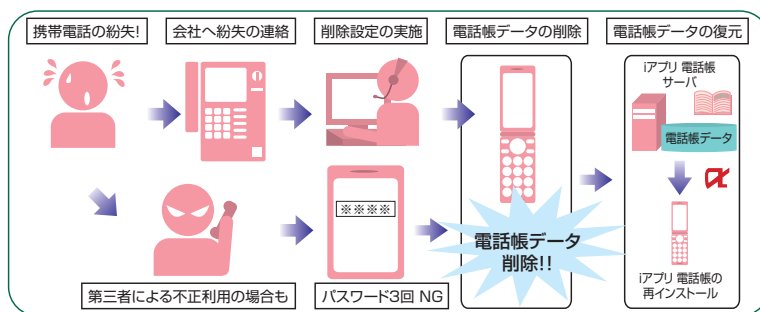 携帯電話の紛失!
会社へ紛失の連絡
削除設定の実施
電話帳データの削除
電話帳データの復元
iアプリ 電話帳
サーバ
電話帳データ
α
※※※※
電話帳データ
削除!!
iアプリ 電話帳の
再インストール
第三者による不正利用の場合も
パスワード3回 NG